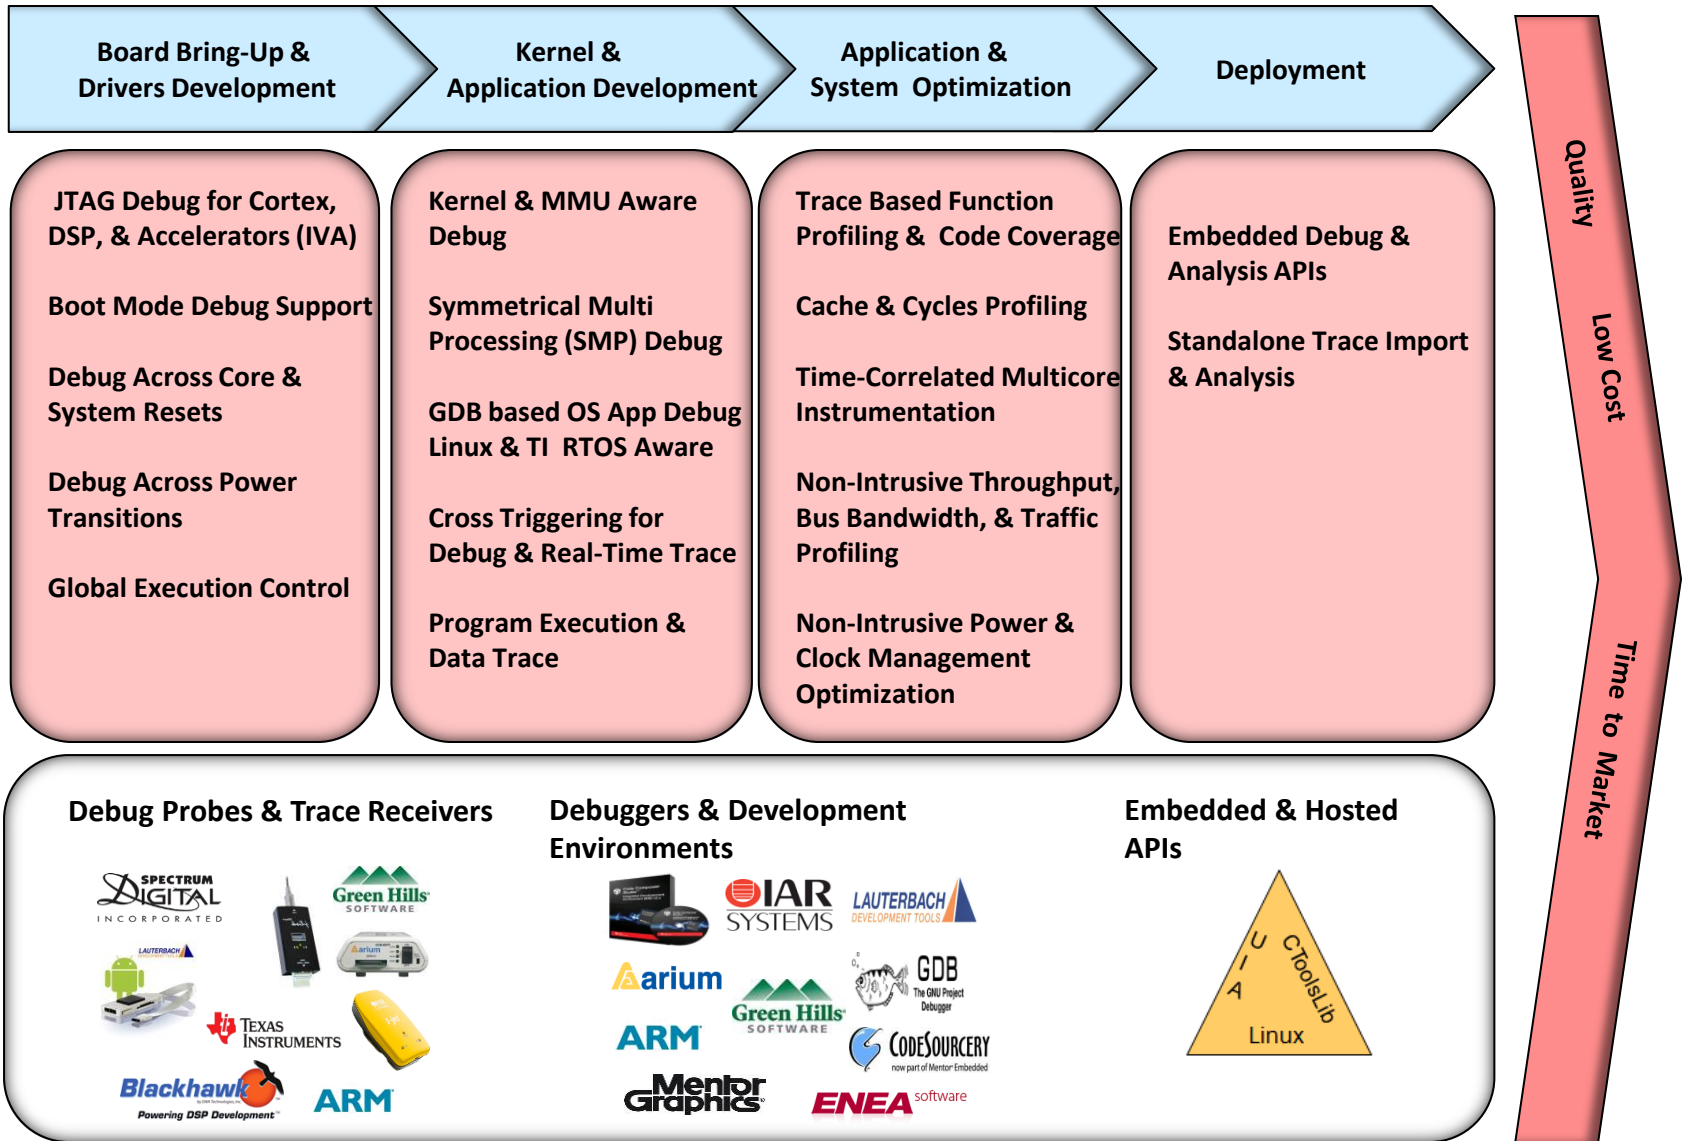 Board Bring-Up &
Drivers Development
Kernel &
Application Development
Application &
System Optimization
Deployment
JTAG Debug for Cortex,
DSP, & Accelerators (IVA)
Boot Mode Debug Support
Debug Across Core &
System Resets
Debug Across Power
Transitions
Global Execution Control
Kernel & MMU Aware
Debug
Symmetrical Multi
Processing (SMP) Debug
GDB based OS App Debug
Linux & TI RTOS Aware
Cross Triggering for
Debug & Real-Time Trace
Program Execution &
Data Trace
Trace Based Function
Profiling & Code Coverage
Cache & Cycles Profiling
Time-Correlated Multicore
Instrumentation
Non-Intrusive Throughput,
Bus Bandwidth, & Traffic
Profiling
Non-Intrusive Power &
Clock Management
Optimization
Embedded Debug &
Analysis APIs
Standalone Trace Import
& Analysis
Quality
Low Cost
Time to Market
Debug Probes & Trace Receivers
SPECTRUM
DIGITAL
INCORPORATED
Green Hills
SOFTWARE
LAUTERBACH
DEVELOPMENT TOOLS
arium
TEXAS
INSTRUMENTS
Blackhawk
Powering DSP Development™
ARM
Debuggers & Development
Environments
IAR
SYSTEMS
LAUTERBACH
DEVELOPMENT TOOLS
arium
Green Hills
SOFTWARE
GDB
The GNU Project
Debugger
ARM
CODESOURCERY
now part of Mentor Embedded
Mentor
Graphics
ENEA software
Embedded & Hosted
APIs
UIA
CToolsLib
Linux